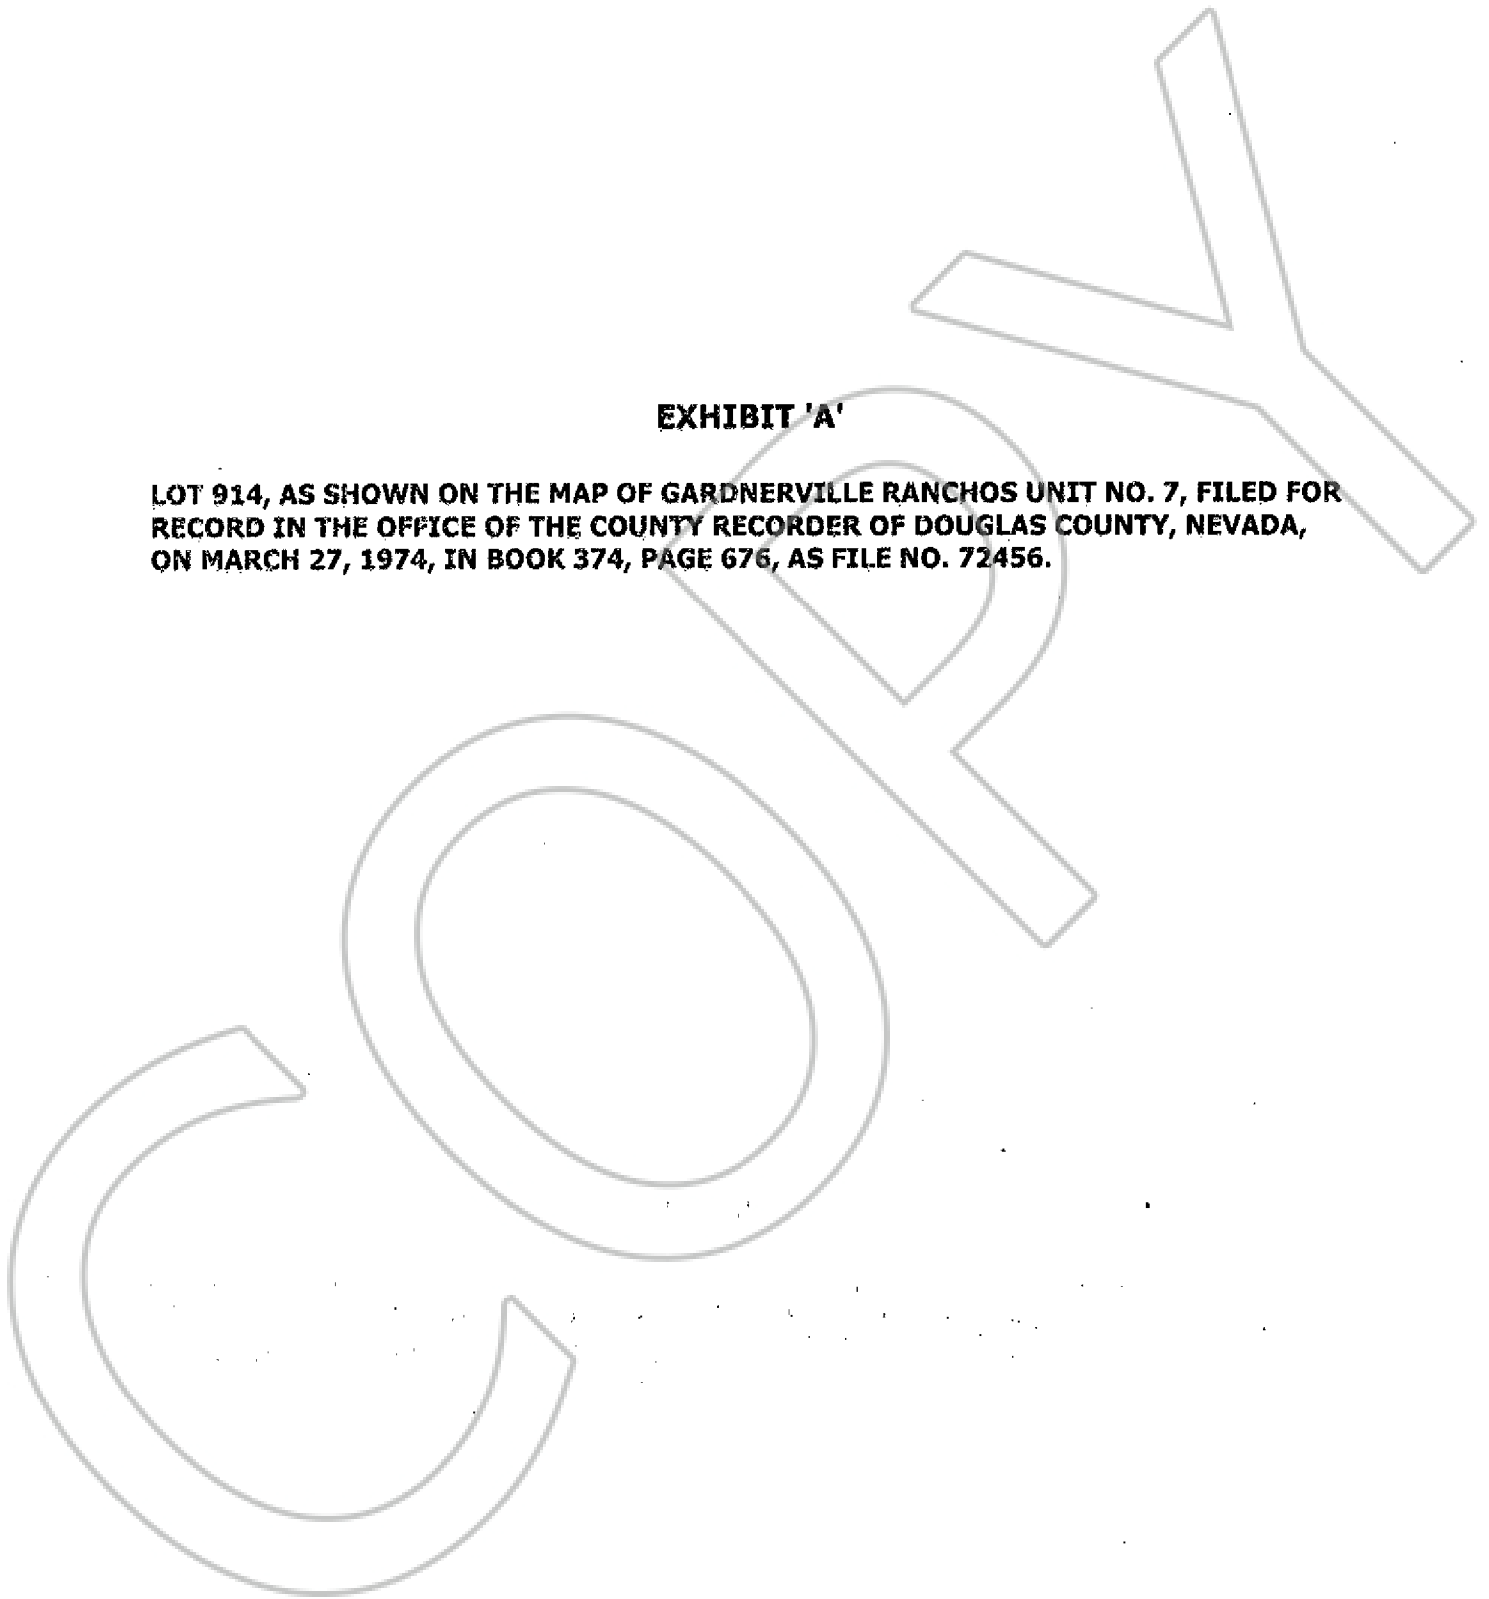 EXHIBIT 'A'
LOT 914, AS SHOWN ON THE MAP OF GARDNERVILLE RANCHOS UNIT NO. 7, FILED FOR
RECORD IN THE OFFICE OF THE COUNTY RECORDER OF DOUGLAS COUNTY, NEVADA,
ON MARCH 27, 1974, IN BOOK 374, PAGE 676, AS FILE NO. 72456.
COPY